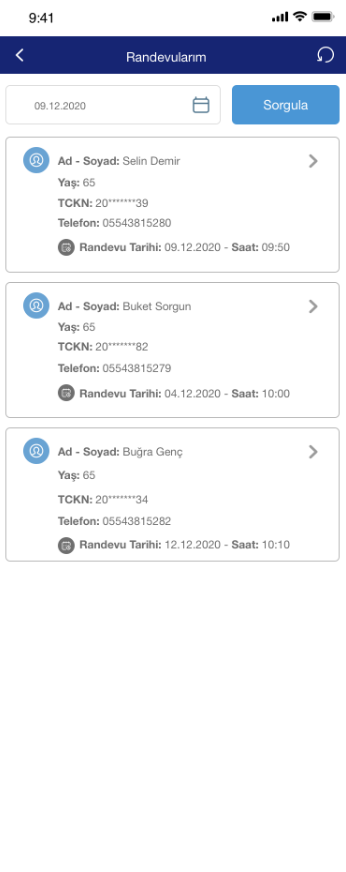 9:41
Randevularım
09.12.2020
Sorgula
Ad - Soyad: Selin Demir
Yaş: 65
TCKN: 20*******39
Telefon: 05543815280
Randevu Tarihi: 09.12.2020 - Saat: 09:50
Ad - Soyad: Buket Sorgun
Yaş: 65
TCKN: 20*******82
Telefon: 05543815279
Randevu Tarihi: 04.12.2020 - Saat: 10:00
Ad - Soyad: Buğra Genç
Yaş: 65
TCKN: 20*******34
Telefon: 05543815282
Randevu Tarihi: 12.12.2020 - Saat: 10:10